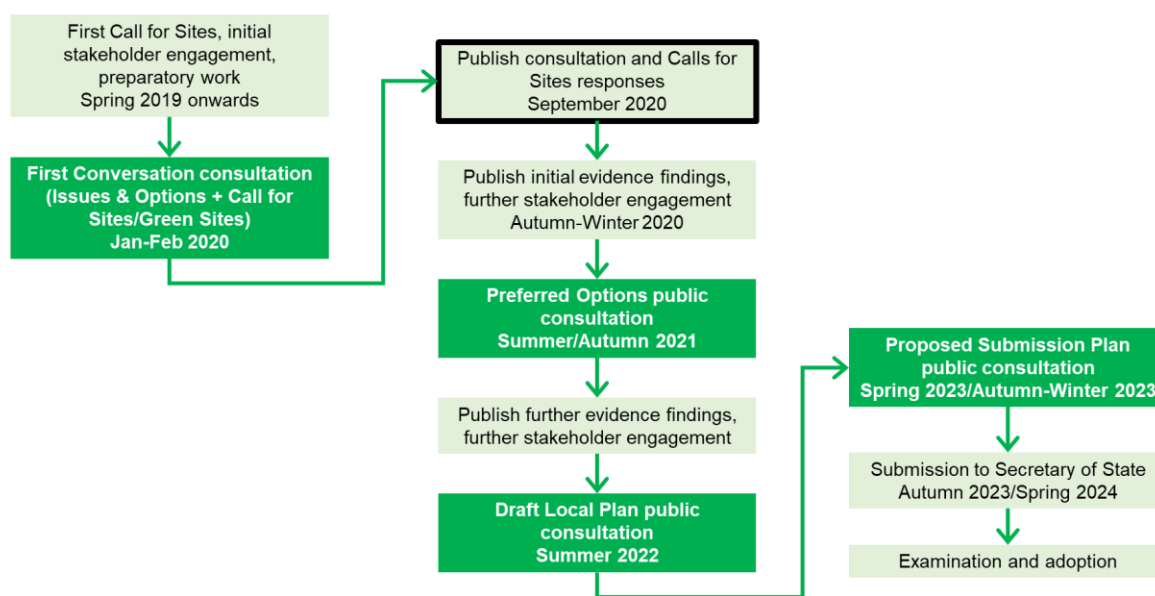 First Call for Sites, initial
stakeholder engagement,
preparatory work
Spring 2019 onwards
First Conversation consultation
(Issues & Options + Call for
Sites/Green Sites)
Jan-Feb 2020
Publish consultation and Calls for
Sites responses
September 2020
Publish initial evidence findings,
further stakeholder engagement
Autumn-Winter 2020
Preferred Options public
consultation
Summer/Autumn 2021
Publish further evidence findings,
further stakeholder engagement
Draft Local Plan public
consultation
Summer 2022
Proposed Submission Plan
public consultation
Spring 2023/Autumn-Winter 2023
Submission to Secretary of State
Autumn 2023/Spring 2024
Examination and adoption